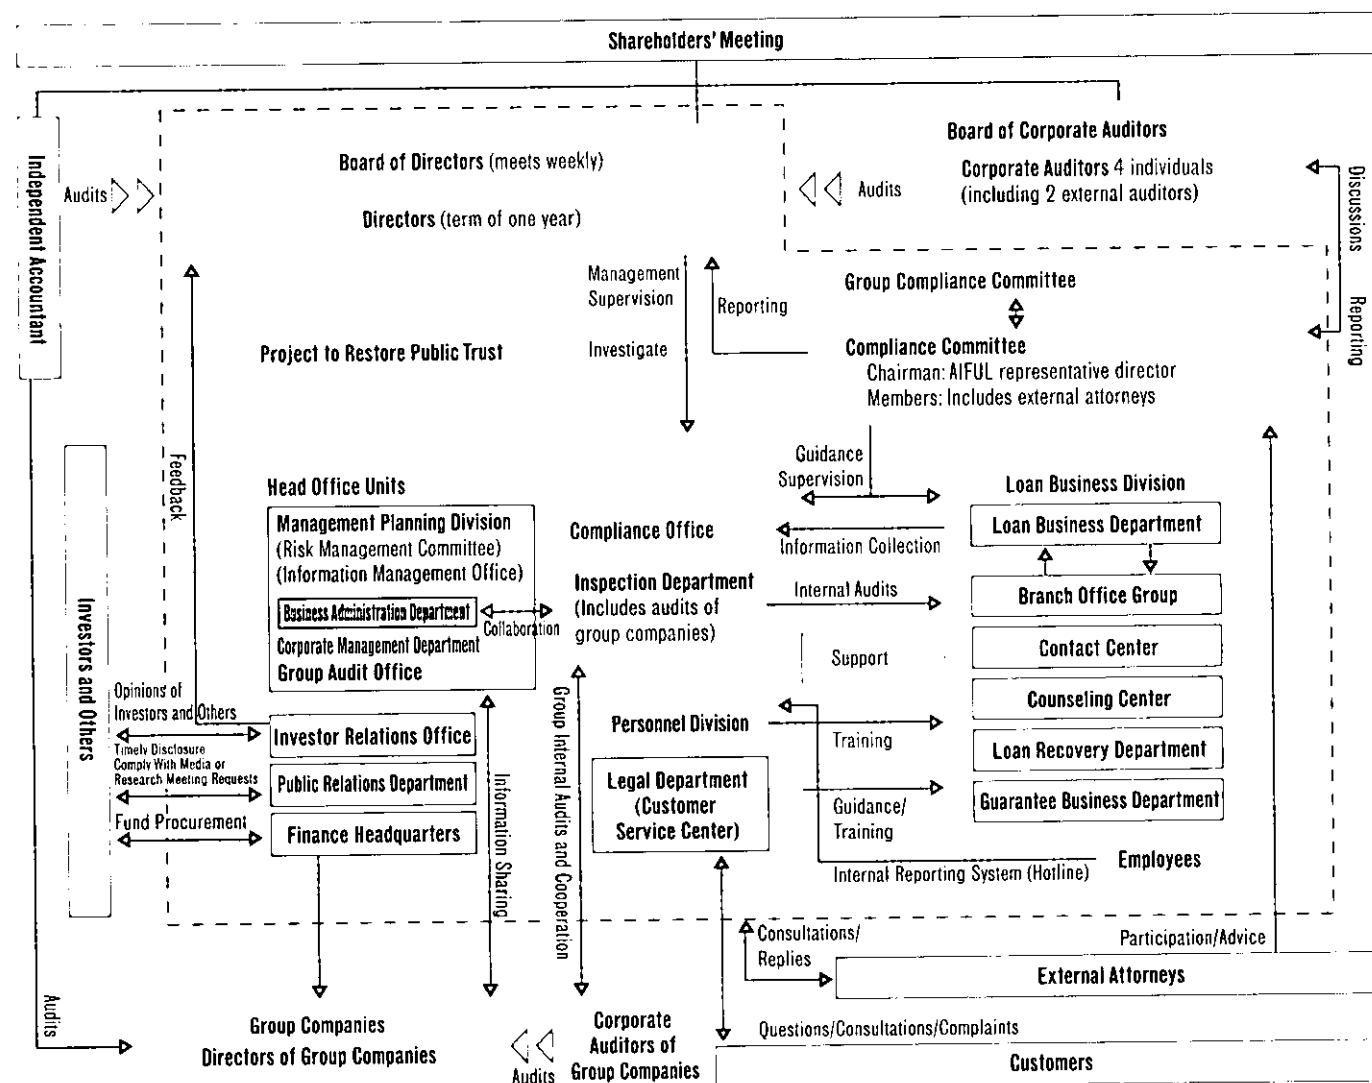 Shareholders' Meeting
Independent Accountant
Audits
Board of Directors (meets weekly)
Directors (term of one year)
Audits
Board of Corporate Auditors
Corporate Auditors 4 individuals
(including 2 external auditors)
Discussions
Reporting
Management
Supervision
Investigate
Reporting
Group Compliance Committee
Compliance Committee
Chairman: AIFUL representative director
Members: Includes external attorneys
Project to Restore Public Trust
Feedback
Guidance
Supervision
Head Office Units
Management Planning Division
(Risk Management Committee)
(Information Management Office)
Business Administration Department
Corporate Management Department
Group Audit Office
Collaboration
Compliance Office
Inspection Department
(Includes audits of
group companies)
Information Collection
Internal Audits
Support
Loan Business Division
Loan Business Department
Branch Office Group
Contact Center
Counseling Center
Loan Recovery Department
Guarantee Business Department
Investors and Others
Opinions of
Investors and Others
Timely Disclosure
Comply With Media or
Research Meeting Requests
Fund Procurement
Investor Relations Office
Public Relations Department
Finance Headquarters
Information Sharing
Group Internal Audits and Cooperation
Personnel Division
Training
Legal Department
(Customer
Service Center)
Guidance/
Training
Employees
Internal Reporting System (Hotline)
Consultations/
Replies
Participation/Advice
External Attorneys
Audits
Group Companies
Directors of Group Companies
Audits
Corporate
Auditors of
Group Companies
Questions/Consultations/Complaints
Customers